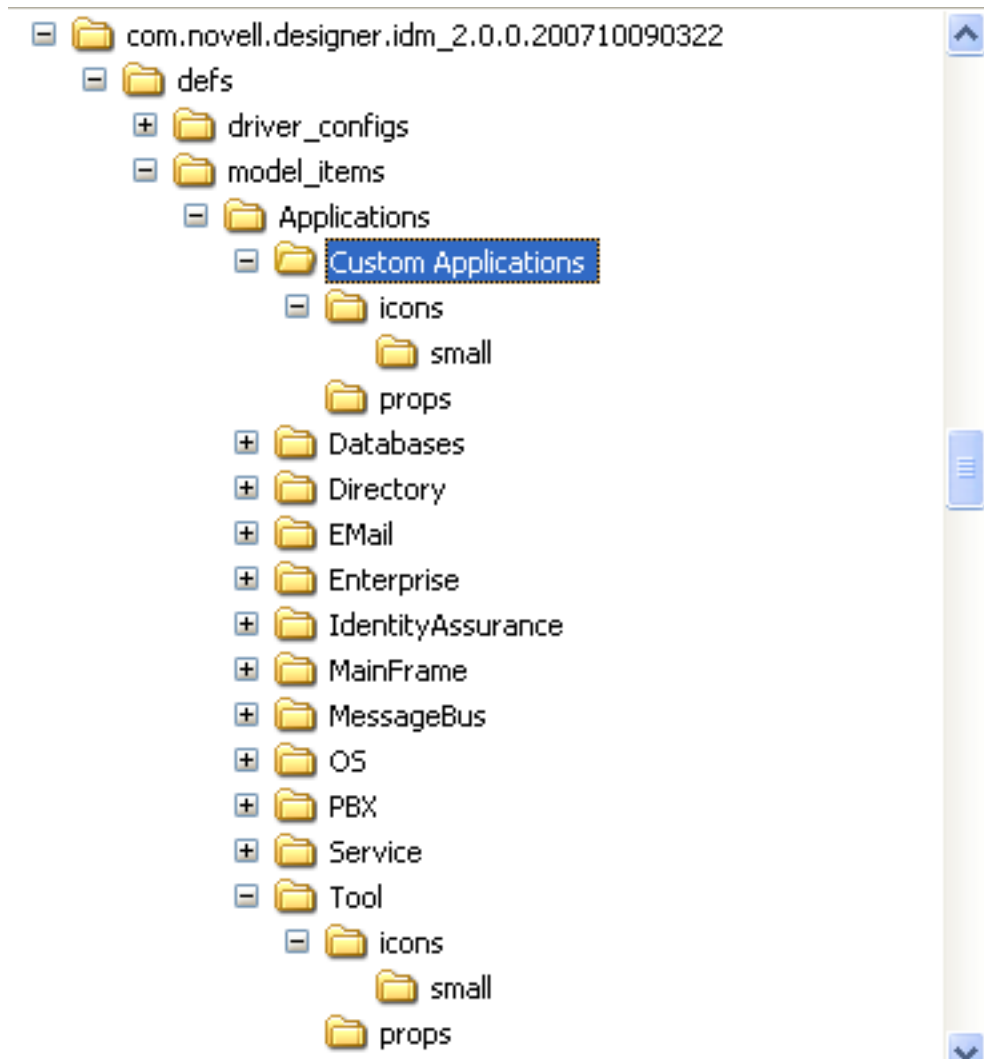 com.novell.designer.idm_2.0.0.200710090322
defs
driver_configs
model_items
Applications
Custom Applications
icons
small
props
Databases
Directory
EMail
Enterprise
IdentityAssurance
MainFrame
MessageBus
OS
PBX
Service
Tool
icons
small
props